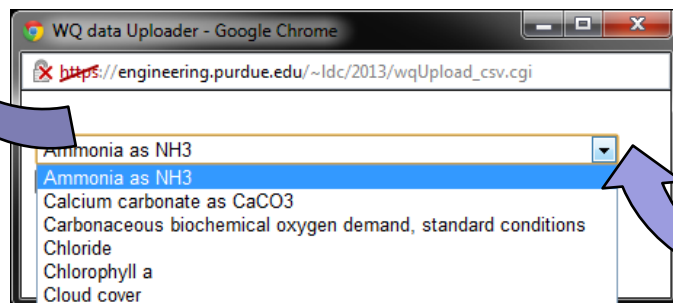 WQ data Uploader - Google Chrome
https://engineering.purdue.edu/~ldc/2013/wqUpload_csv.cgi
Ammonia as NH3
Ammonia as NH3
Calcium carbonate as CaCO3
Carbonaceous biochemical oxygen demand, standard conditions
Chloride
Chlorophyll a
Cloud cover